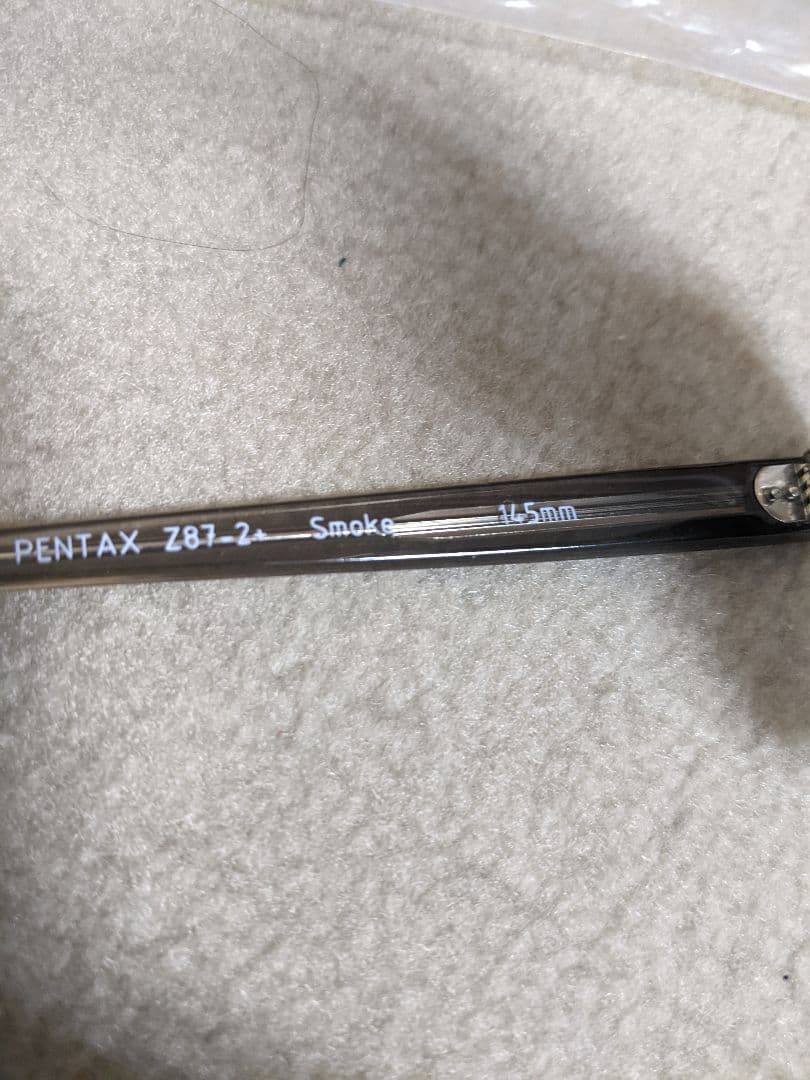 PENTAX Z87-2+ Smoke 145mm